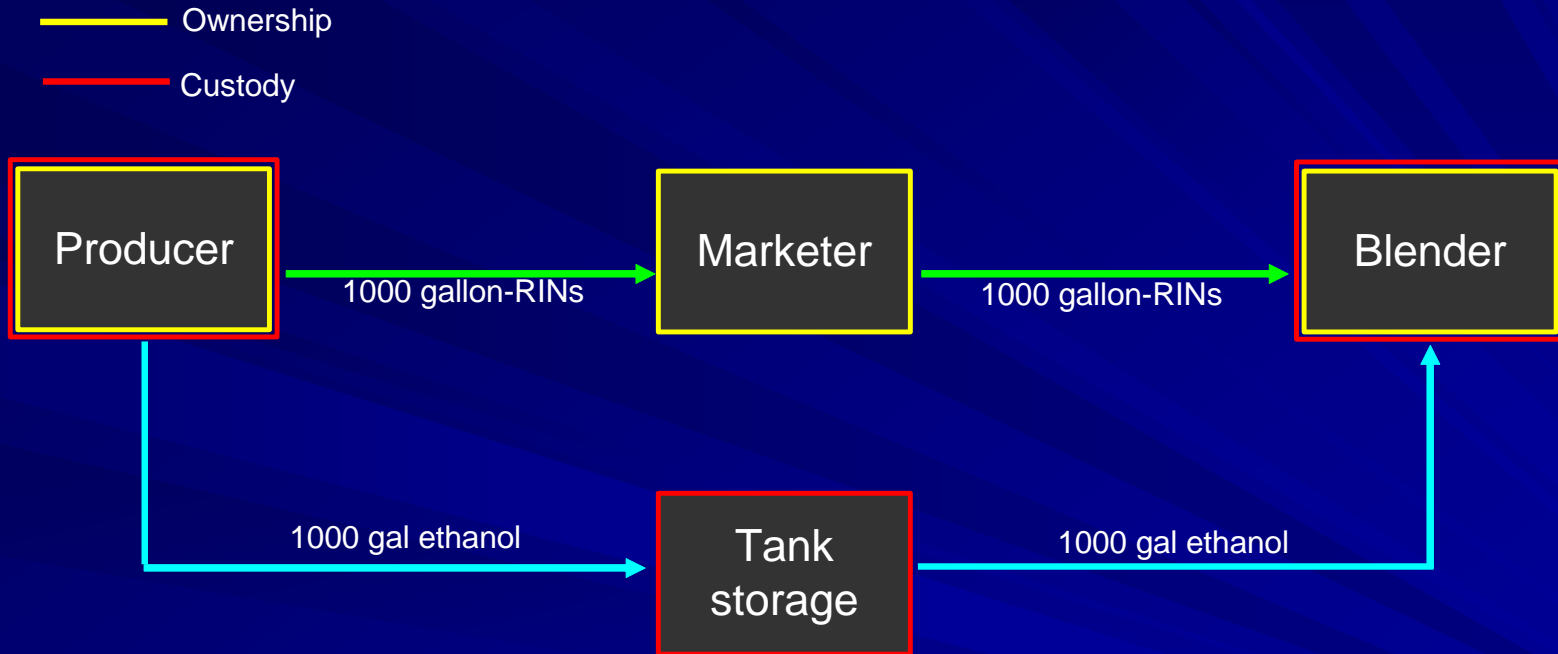 Ownership
Custody
Producer
Marketer
Blender
1000 gallon-RINs
1000 gallon-RINs
1000 gal ethanol
1000 gal ethanol
Tank
storage